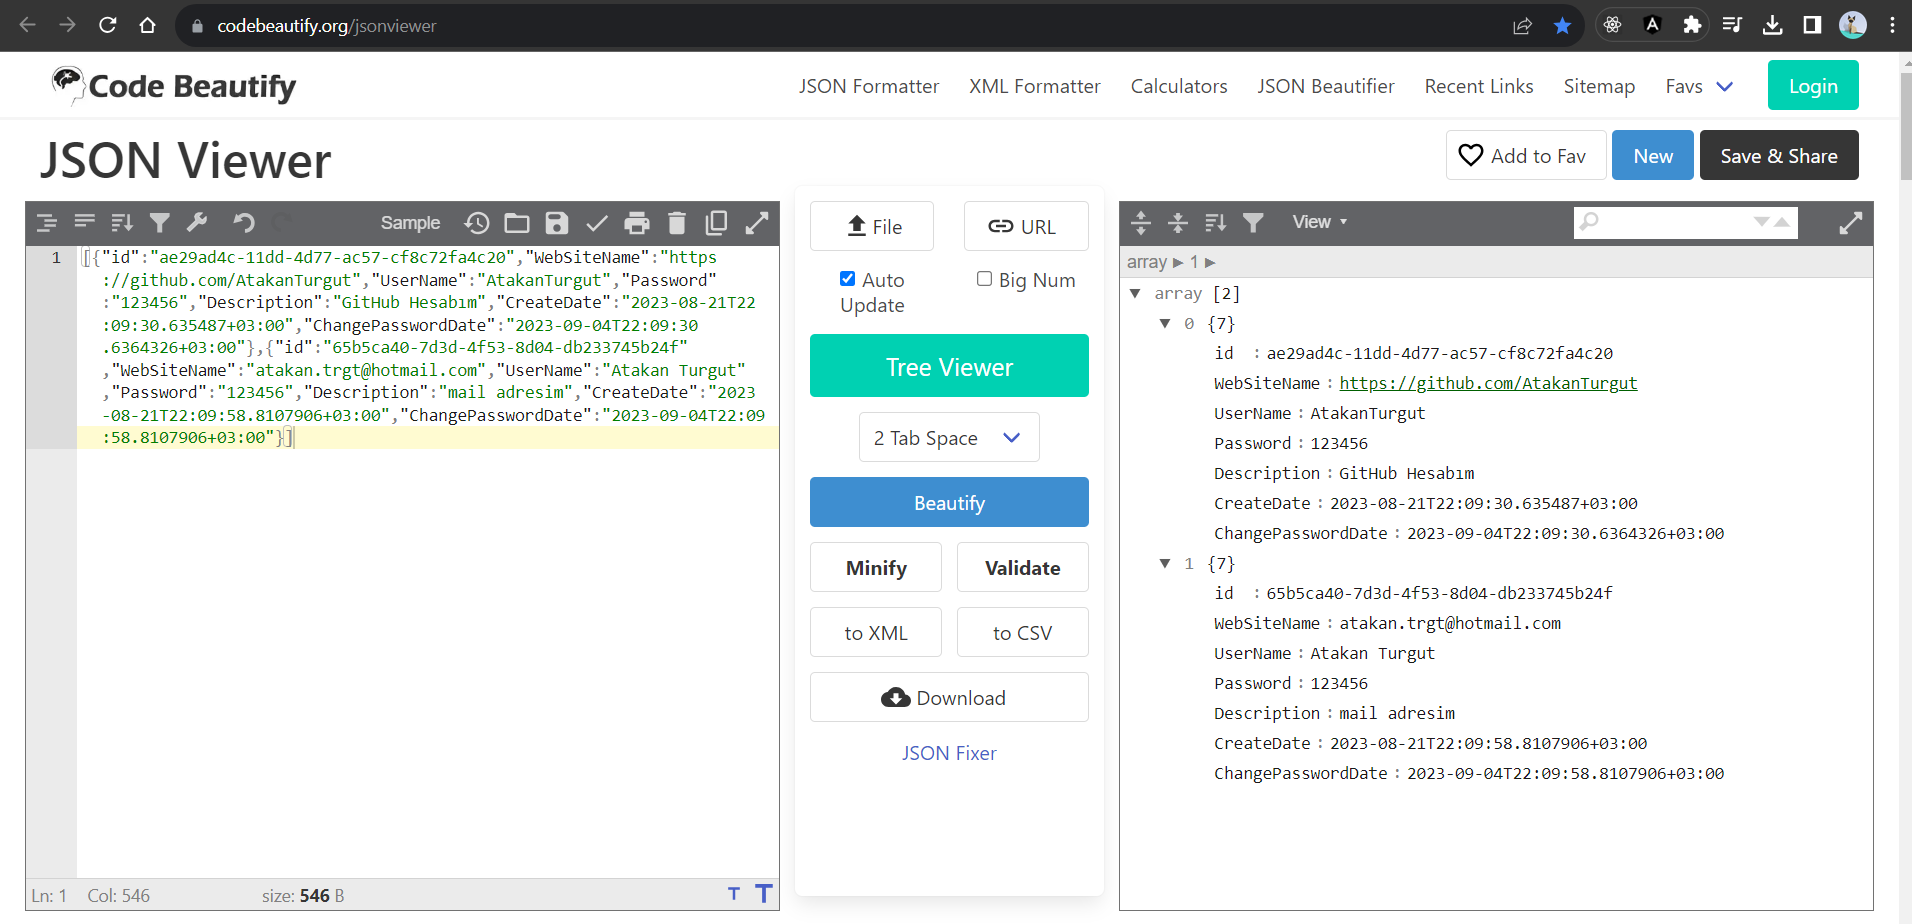 codebeautify.org/jsonviewer
Code Beautify
JSON Formatter
XML Formatter
Calculators
JSON Beautifier
Recent Links
Sitemap
Favs
Login
JSON Viewer
Add to Fav
New
Save & Share
Sample
1
[{"id":"ae29ad4c-11dd-4d77-ac57-cf8c72fa4c20","WebSiteName":"https
://github.com/AtakanTurgut","UserName":"AtakanTurgut","Password"
:"123456","Description":"GitHub Hesabım","CreateDate":"2023-08-21T22
:09:30.635487+03:00","ChangePasswordDate":"2023-09-04T22:09:30
.6364326+03:00"},{"id":"65b5ca40-7d3d-4f53-8d04-db233745b24f"
,"WebSiteName":"atakan.trgt@hotmail.com","UserName":"Atakan Turgut"
,"Password":"123456","Description":"mail adresim","CreateDate":"2023
-08-21T22:09:58.8107906+03:00","ChangePasswordDate":"2023-09-04T22:09
:58.8107906+03:00"}]
Ln: 1 Col: 546
size: 546 B
T T
File
URL
Auto Update
Big Num
Tree Viewer
2 Tab Space
Beautify
Minify
Validate
to XML
to CSV
Download
JSON Fixer
View
array ► 1 ►
▼ array [2]
▼ 0 {7}
id : ae29ad4c-11dd-4d77-ac57-cf8c72fa4c20
WebSiteName : https://github.com/AtakanTurgut
UserName : AtakanTurgut
Password : 123456
Description : GitHub Hesabım
CreateDate : 2023-08-21T22:09:30.635487+03:00
ChangePasswordDate : 2023-09-04T22:09:30.6364326+03:00
▼ 1 {7}
id : 65b5ca40-7d3d-4f53-8d04-db233745b24f
WebSiteName : atakan.trgt@hotmail.com
UserName : Atakan Turgut
Password : 123456
Description : mail adresim
CreateDate : 2023-08-21T22:09:58.8107906+03:00
ChangePasswordDate : 2023-09-04T22:09:58.8107906+03:00